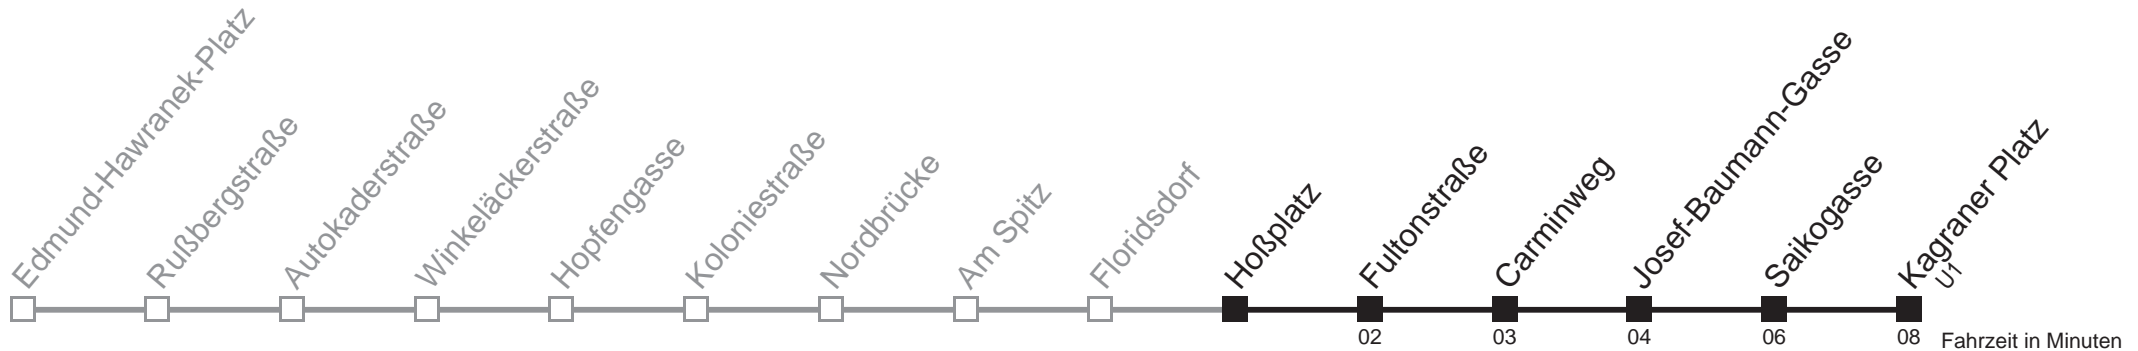 Edmund-Hawranek-Platz
Rußbergstraße
Autokaderstraße
Winkeläckerstraße
Hopfengasse
Koloniestraße
Nordbrücke
Am Spitz
Floridsdorf
Hoßplatz
Fultonstraße
Carminweg
Josef-Baumann-Gasse
Saikogasse
Kagraner Platz
U1
02
03
04
06
08
Fahrzeit in Minuten